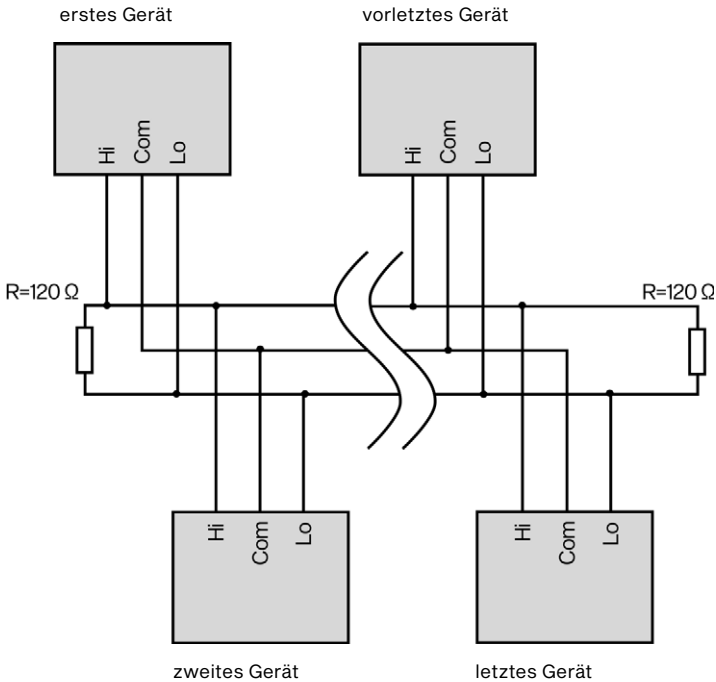 erstes Gerät
vorletztes Gerät
Hi
Com
Lo
Hi
Com
Lo
R=120 Ω
R=120 Ω
Hi
Com
Lo
Hi
Com
Lo
zweites Gerät
letztes Gerät